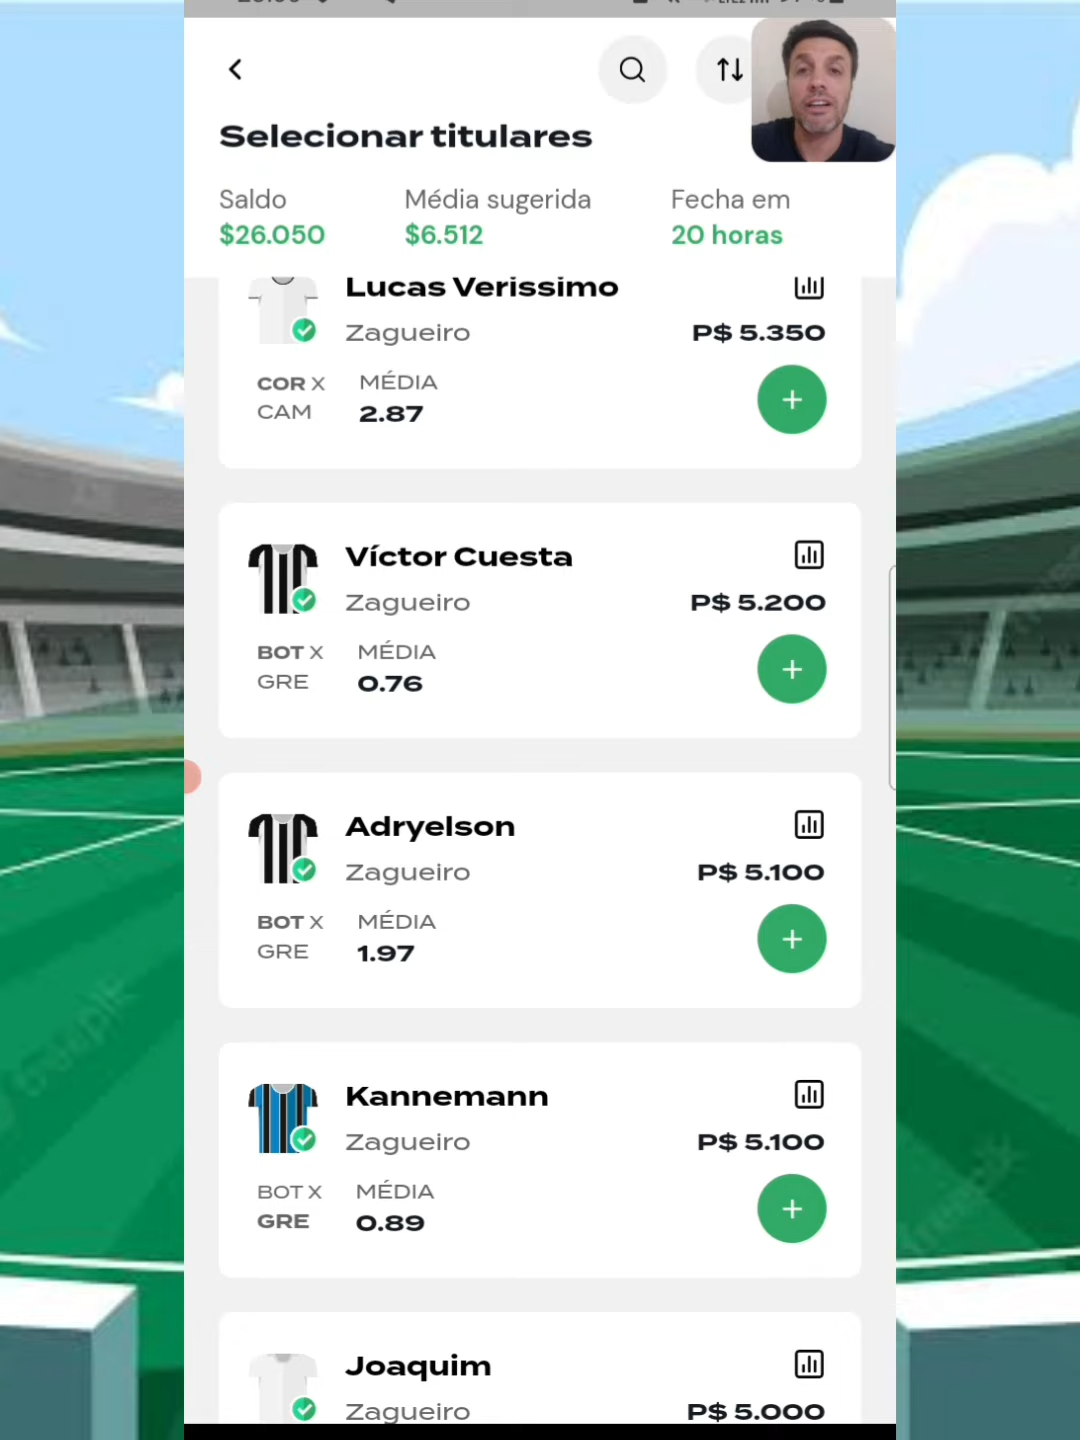 Selecionar titulares
Saldo
Média sugerida
Fecha em
$26.050
$6.512
20 horas
Lucas Verissimo
Zagueiro
P$ 5.350
COR X
CAM
MÉDIA
2.87
+
Víctor Cuesta
Zagueiro
P$ 5.200
BOT X
GRE
MÉDIA
0.76
+
Adryelson
Zagueiro
P$ 5.100
BOT X
GRE
MÉDIA
1.97
+
Kannemann
Zagueiro
P$ 5.100
BOT X
GRE
MÉDIA
0.89
+
Joaquim
Zagueiro
P$ 5.000
freepik